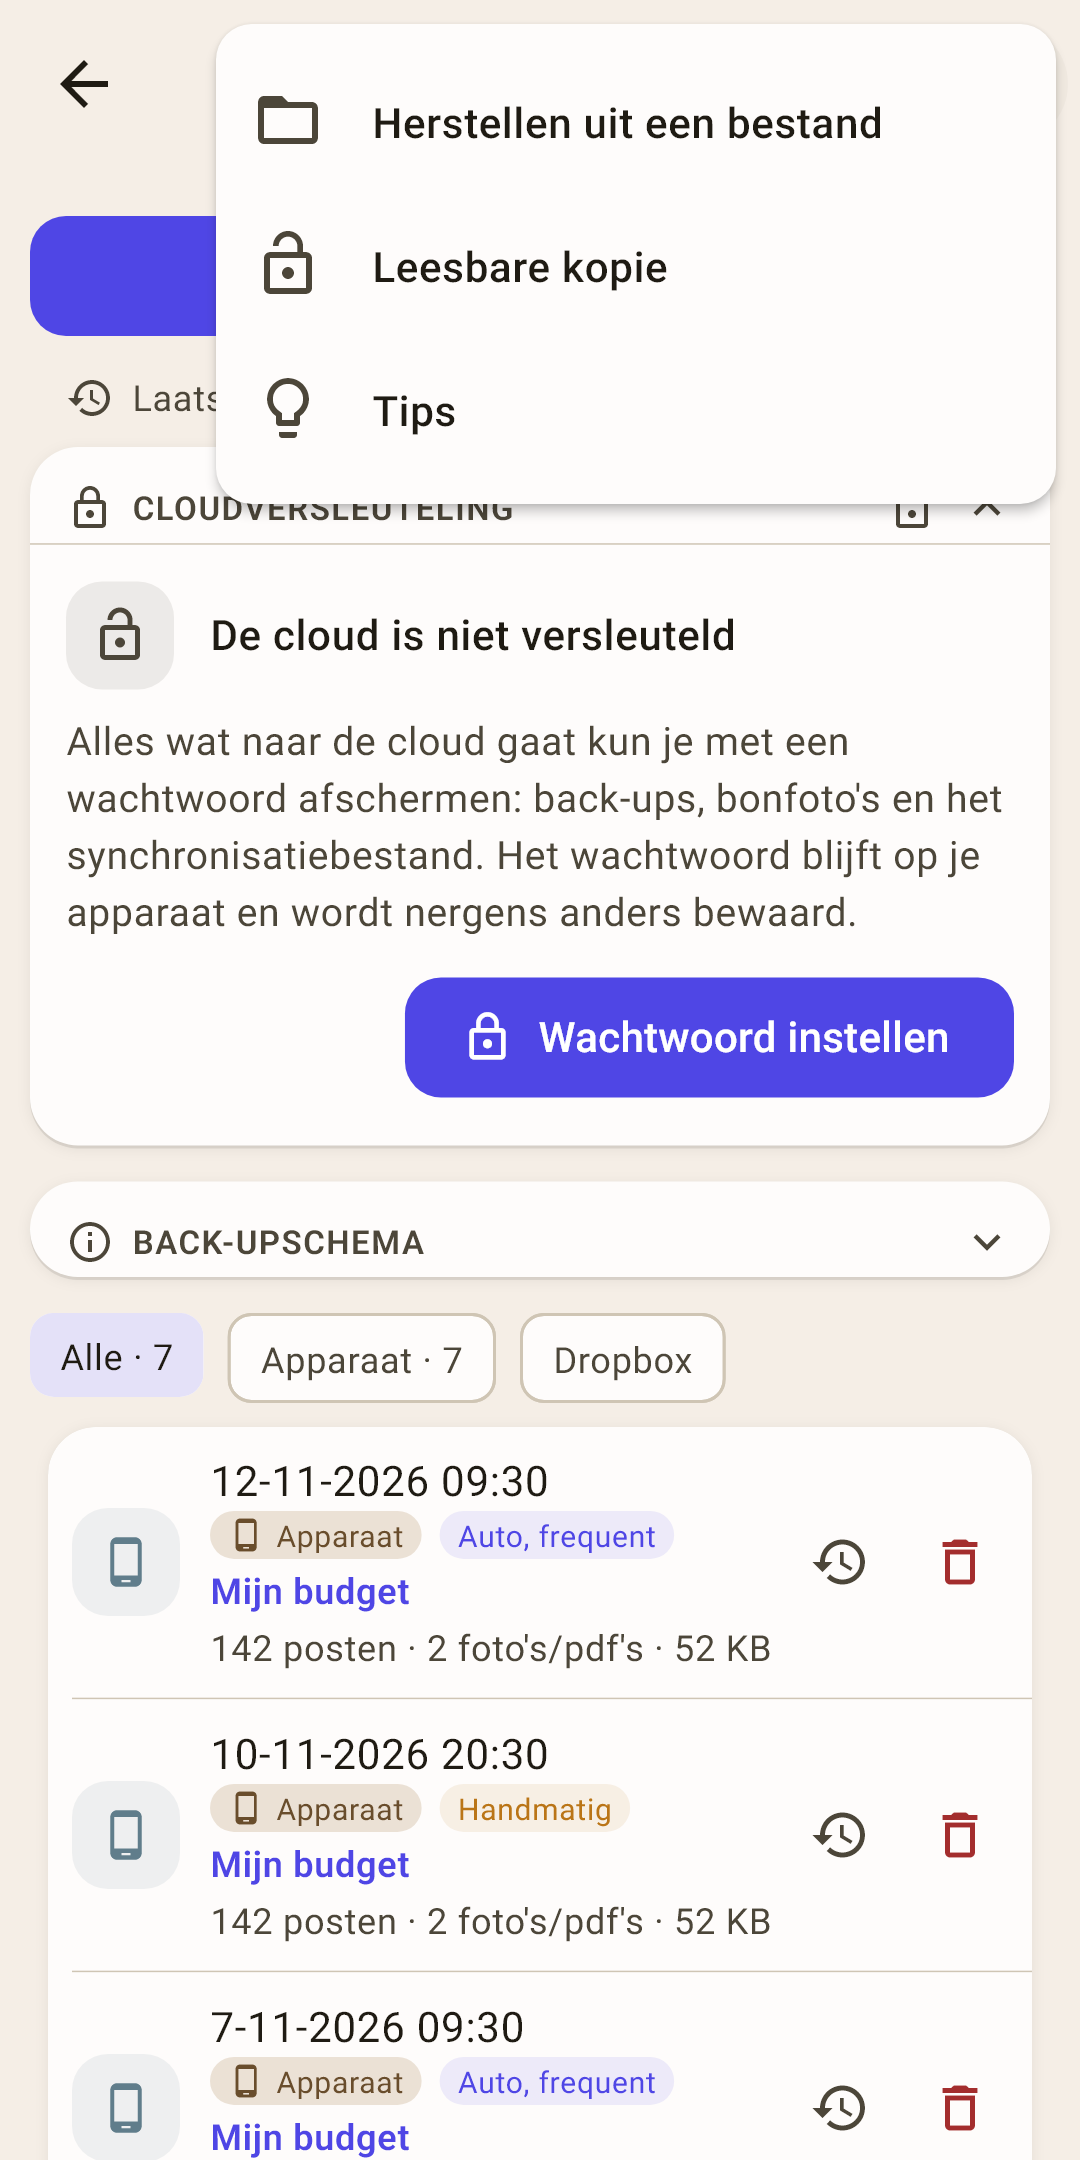 Herstellen uit een bestand
Leesbare kopie
Tips
CLOUDVERSLEUTELING
De cloud is niet versleuteld
Alles wat naar de cloud gaat kun je met een
wachtwoord afschermen: back-ups, bonfoto's en het
synchronisatiebestand. Het wachtwoord blijft op je
apparaat en wordt nergens anders bewaard.
Wachtwoord instellen
BACK-UPSCHEMA
Alle · 7
Apparaat · 7
Dropbox
12-11-2026 09:30
Apparaat
Auto, frequent
Mijn budget
142 posten · 2 foto's/pdf's · 52 KB
10-11-2026 20:30
Apparaat
Handmatig
Mijn budget
142 posten · 2 foto's/pdf's · 52 KB
7-11-2026 09:30
Apparaat
Auto, frequent
Mijn budget